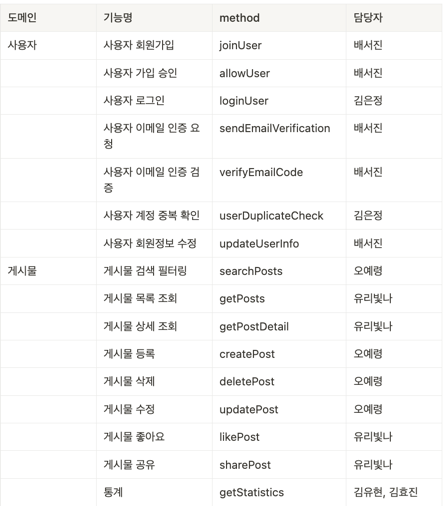 도메인 기능명 method 담당자
사용자 사용자 회원가입 joinUser 배서진
사용자 가입 승인 allowUser 배서진
사용자 로그인 loginUser 김은정
사용자 이메일 인증 요 sendEmailVerification 배서진
청
사용자 이메일 인증 검 verifyEmailCode 배서진
증
사용자 계정 중복 확인 userDuplicateCheck 김은정
사용자 회원정보 수정 updateUserInfo 배서진
게시물 게시물 검색 필터링 searchPosts 오예령
게시물 목록 조회 getPosts 유리빛나
게시물 상세 조회 getPostDetail 유리빛나
게시물 등록 createPost 오예령
게시물 삭제 deletePost 오예령
게시물 수정 updatePost 오예령
게시물 좋아요 likePost 유리빛나
게시물 공유 sharePost 유리빛나
통계 getStatistics 김유현, 김효진